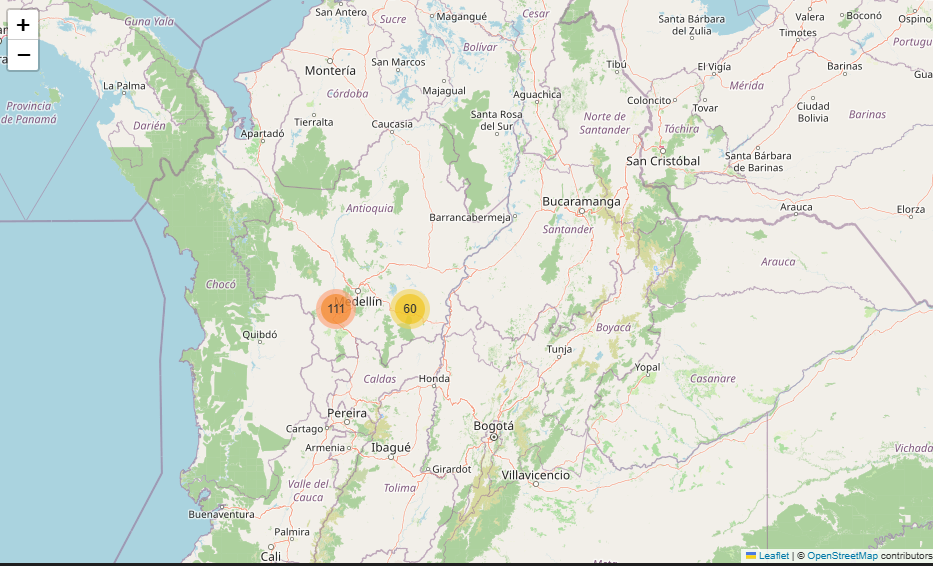 +
−
Guna Yala
San Antero
Sucre
Magangué
Cesar
Santa Bárbara
del Zulia
Valera
Boconó
Ospino
Timotes
Portugu
Provincia
de Panamá
La Palma
Darién
Montería
San Marcos
Bolívar
Tibú
El Vigía
Mérida
Barinas
Gua
Córdoba
Majagual
Aguachica
Coloncito
Tovar
Ciudad
Bolivia
Barinas
Apartadó
Tierralta
Caucasia
Santa Rosa
del Sur
Norte de
Santander
Táchira
San Cristóbal
Santa Bárbara
de Barinas
Antioquia
Barrancabermeja
Bucaramanga
Santander
Arauca
Elorza
Arauca
Chocó
111
Medellín
60
Quibdó
Boyacá
Tunja
Yopal
Casanare
Caldas
Honda
Pereira
Cartago
Armenia
Ibagué
Bogotá
Vichada
Girardot
Villavicencio
Valle del
Cauca
Tolima
Buenaventura
Palmira
Cali
Leaflet | © OpenStreetMap contributors